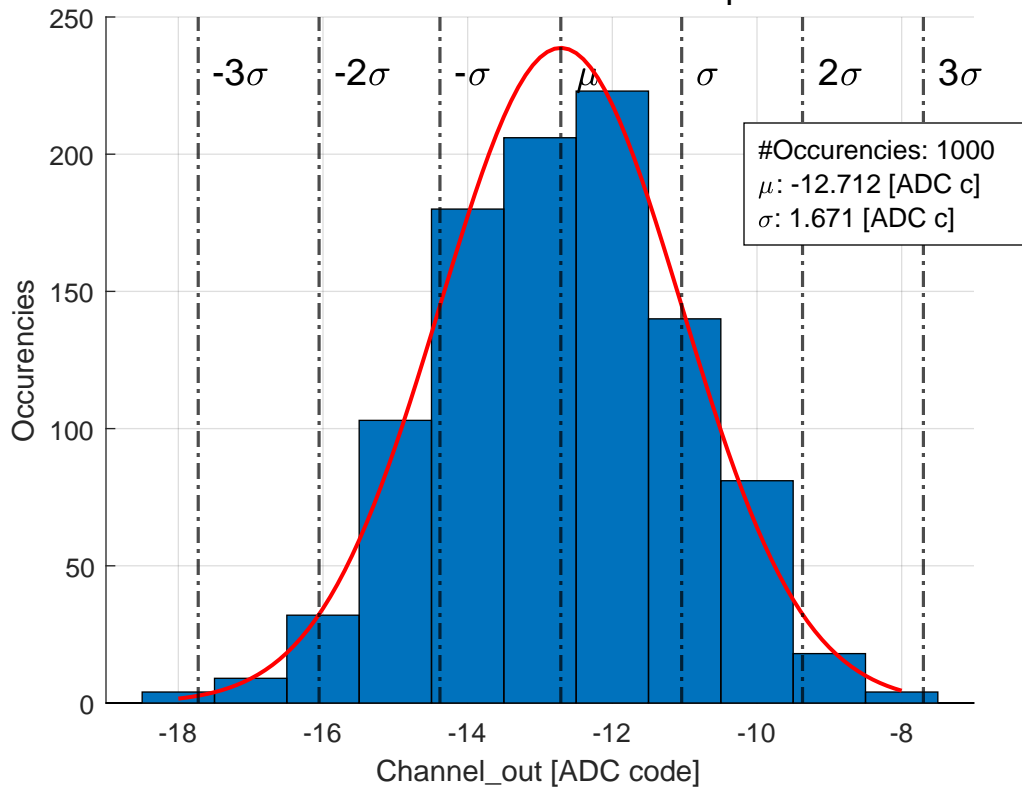 250
200
150
100
50
0
Occurencies
-3σ
-2σ
-σ
μ
σ
2σ
3σ
#Occurencies: 1000
μ: -12.712 [ADC c]
σ: 1.671 [ADC c]
-18
-16
-14
-12
-10
-8
Channel_out [ADC code]